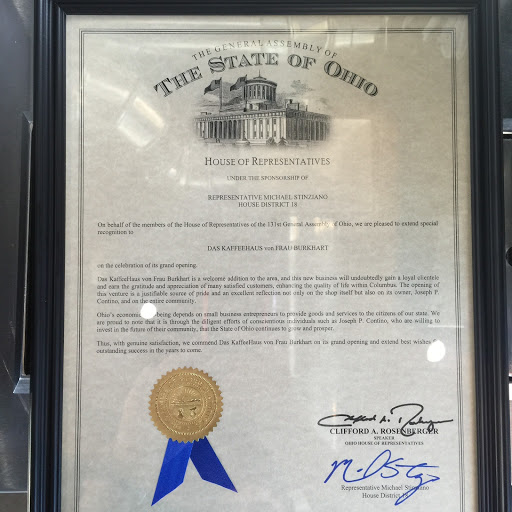 THE GENERAL ASSEMBLY OF
THE STATE OF OHIO
HOUSE OF REPRESENTATIVES
UNDER THE SPONSORSHIP OF
REPRESENTATIVE MICHAEL STINZIANO
HOUSE DISTRICT 18
On behalf of the members of the House of Representatives of the 131st General Assembly of Ohio, we are pleased to extend special
recognition to
DAS KAFFEEHAUS von FRAU BURKHART
on the celebration of its grand opening.
Das KaffeeHaus von Frau Burkhart is a welcome addition to the area, and this new business will undoubtedly gain a loyal clientele
and earn the gratitude and appreciation of many satisfied customers, enhancing the quality of life within Columbus. The opening of
this venture is a justifiable source of pride and an excellent reflection not only on the shop itself but also on its owner, Joseph P.
Contino, and on the entire community.
Ohio's economic being depends on small business entrepreneurs to provide goods and services to the citizens of our state. We
are proud to note that it is through the diligent efforts of conscientious individuals such as Joseph P. Contino, who are willing to
invest in the future of their community, that the State of Ohio continues to grow and prosper.
Thus, with genuine satisfaction, we commend Das KaffeeHaus von Frau Burkhart on its grand opening and extend best wishes
outstanding success in the years to come.
CLIFFORD A. ROSENBERGER
SPEAKER
OHIO HOUSE OF REPRESENTATIVES
Representative Michael Stinziano
House District 18